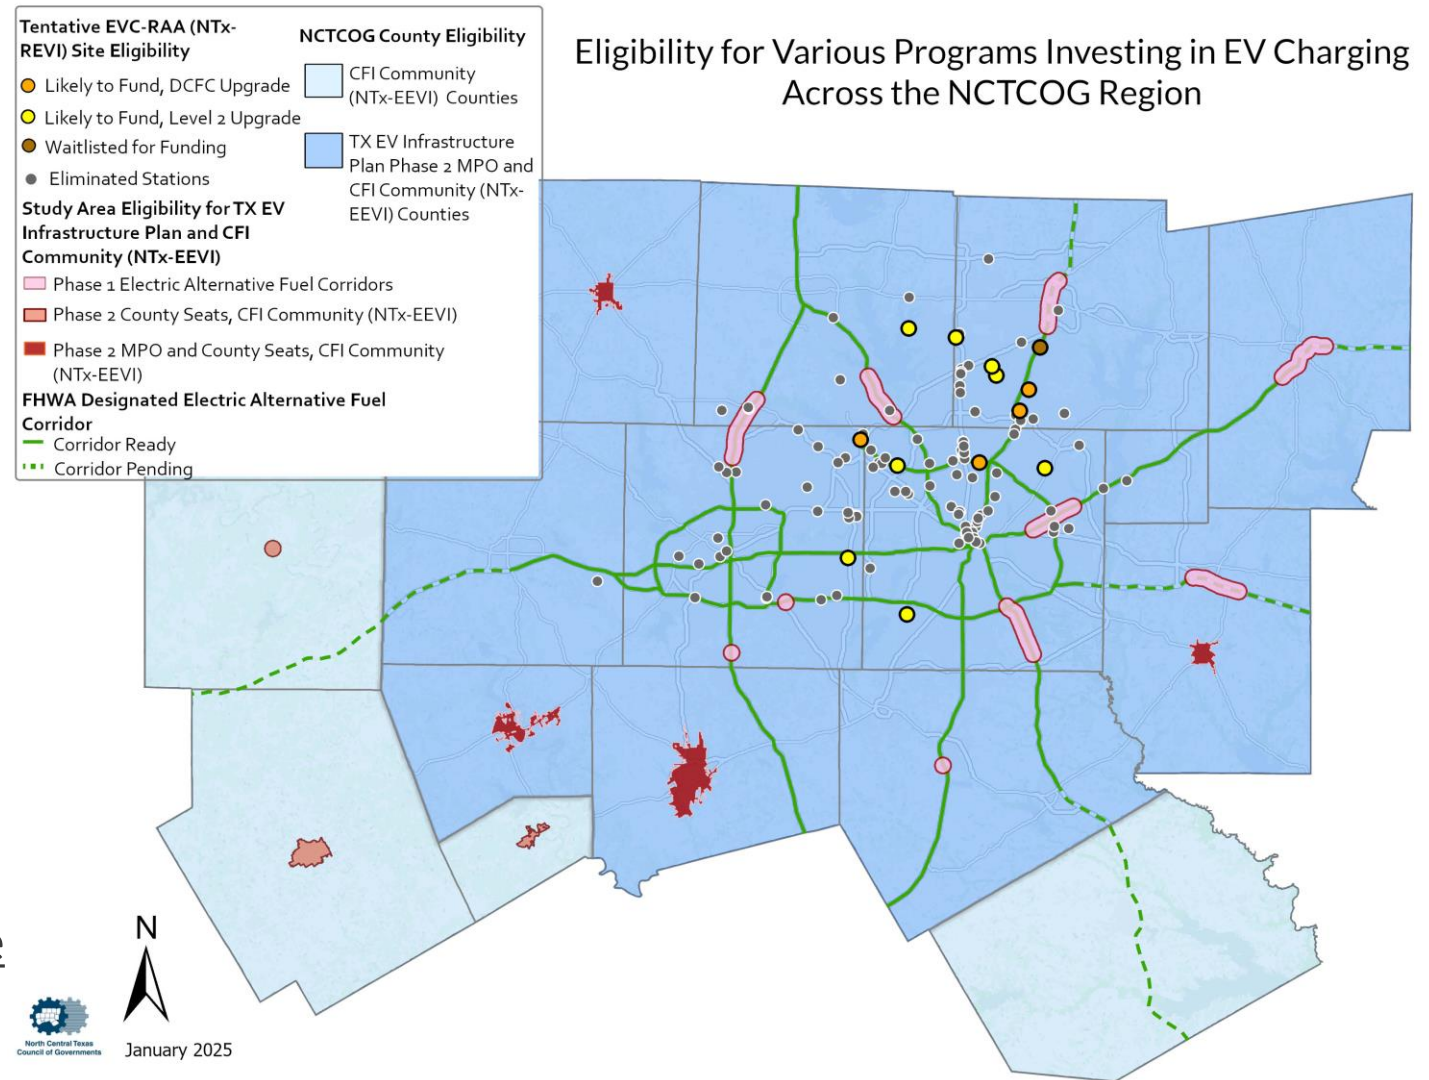 Eligibility for Various Programs Investing in EV Charging
Across the NCTCOG Region
Tentative EVC-RAA (NTx-
REVI) Site Eligibility
Likely to Fund, DCFC Upgrade
Likely to Fund, Level 2 Upgrade
Waitlisted for Funding
Eliminated Stations
Study Area Eligibility for TX EV
Infrastructure Plan and CFI
Community (NTx-EEVI)
Phase 1 Electric Alternative Fuel Corridors
Phase 2 County Seats, CFI Community (NTx-EEVI)
Phase 2 MPO and County Seats, CFI Community
(NTx-EEVI)
FHWA Designated Electric Alternative Fuel
Corridor
Corridor Ready
Corridor Pending
NCTCOG County Eligibility
CFI Community
(NTx-EEVI) Counties
TX EV Infrastructure
Plan Phase 2 MPO and
CFI Community (NTx-
EEVI) Counties
N
North Central Texas
Council of Governments
January 2025